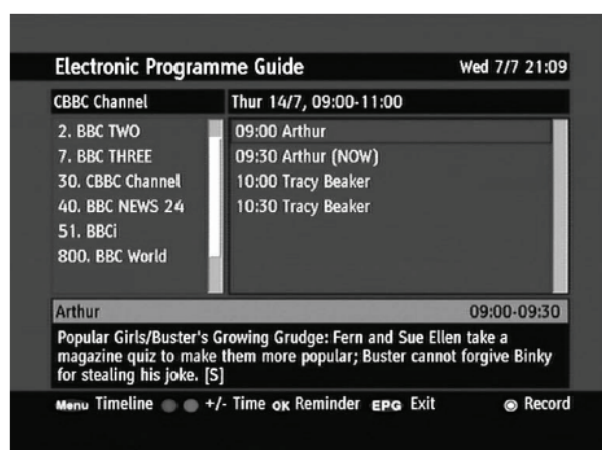 Electronic Programme Guide Wed 7/7 21:09
CBBC Channel Thur 14/7, 09:00-11:00
2. BBC TWO
7. BBC THREE
30. CBBC Channel
40. BBC NEWS 24
51. BBCi
800. BBC World
09:00 Arthur
09:30 Arthur (NOW)
10:00 Tracy Beaker
10:30 Tracy Beaker
Arthur 09:00-09:30
Popular Girls/Buster's Growing Grudge: Fern and Sue Ellen take a
magazine quiz to make them more popular; Buster cannot forgive Binky
for stealing his joke. [S]
Menu Timeline +/- Time OK Reminder EPG Exit Record